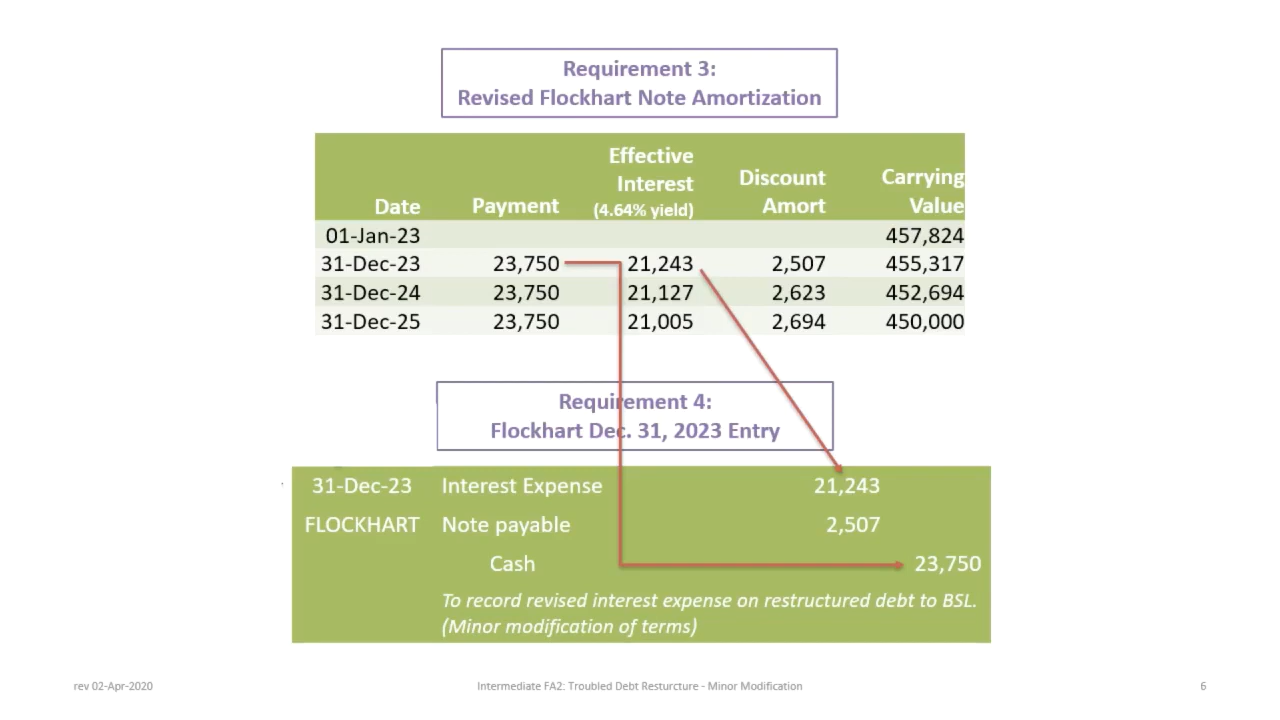 Requirement 3:
Revised Flockhart Note Amortization
Date Payment Effective Interest (4.64% yield) Discount Amort Carrying Value
01-Jan-23 457,824
31-Dec-23 23,750 21,243 2,507 455,317
31-Dec-24 23,750 21,127 2,623 452,694
31-Dec-25 23,750 21,005 2,694 450,000
Requirement 4:
Flockhart Dec. 31, 2023 Entry
31-Dec-23 Interest Expense 21,243
FLOCKHART Note payable 2,507
Cash 23,750
To record revised interest expense on restructured debt to BSL.
(Minor modification of terms)
rev 02-Apr-2020 Intermediate FA2: Troubled Debt Resturcture - Minor Modification 6